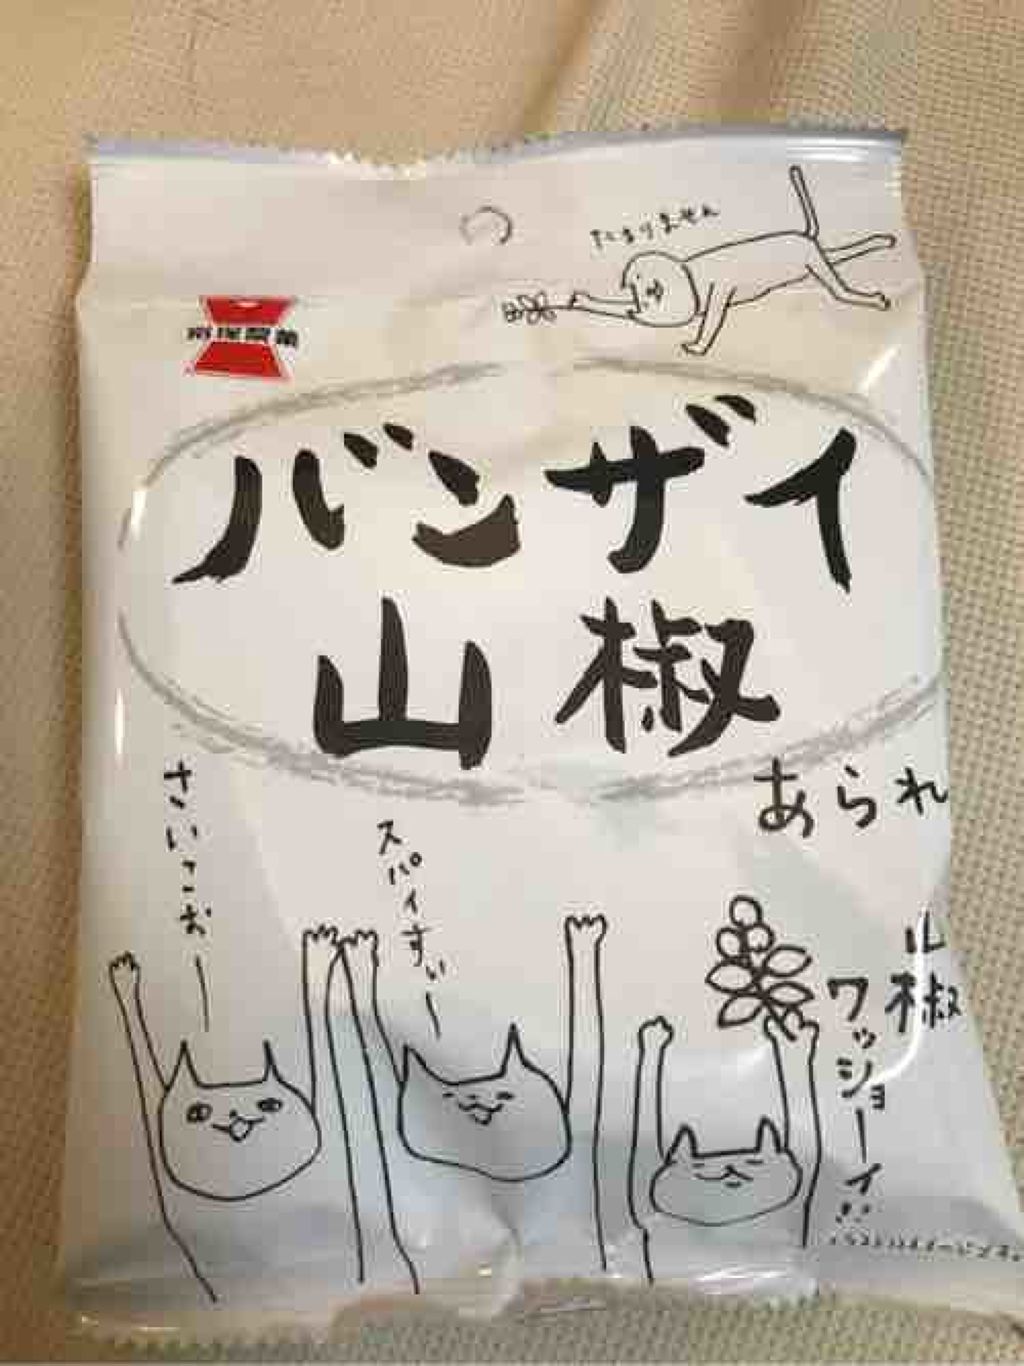 たまりません
岩塚製菓
バンザイ
山椒
あられ
さいこおー
スパイすぃー
山椒
ワッショーイ!!